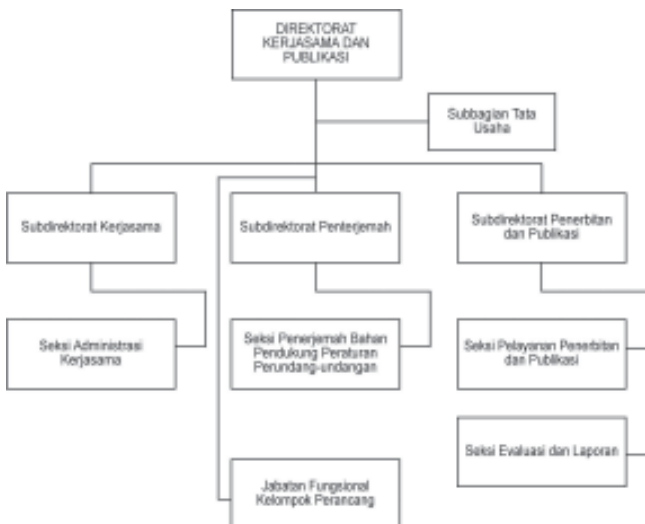 DIREKTORAT
KERJASAMA DAN
PUBLIKASI
Subbagian Tata
Usaha
Subdirektorat Kerjasama
Subdirektorat Penterjemah
Subdirektorat Penerbitan
dan Publikasi
Seksi Administrasi
Kerjasama
Seksi Penerjemah Bahan
Pendukung Peraturan
Perundang-undangan
Seksi Pelayanan Penerbitan
dan Publikasi
Seksi Evaluasi dan Laporan
Jabatan Fungsional
Kelompok Perancang